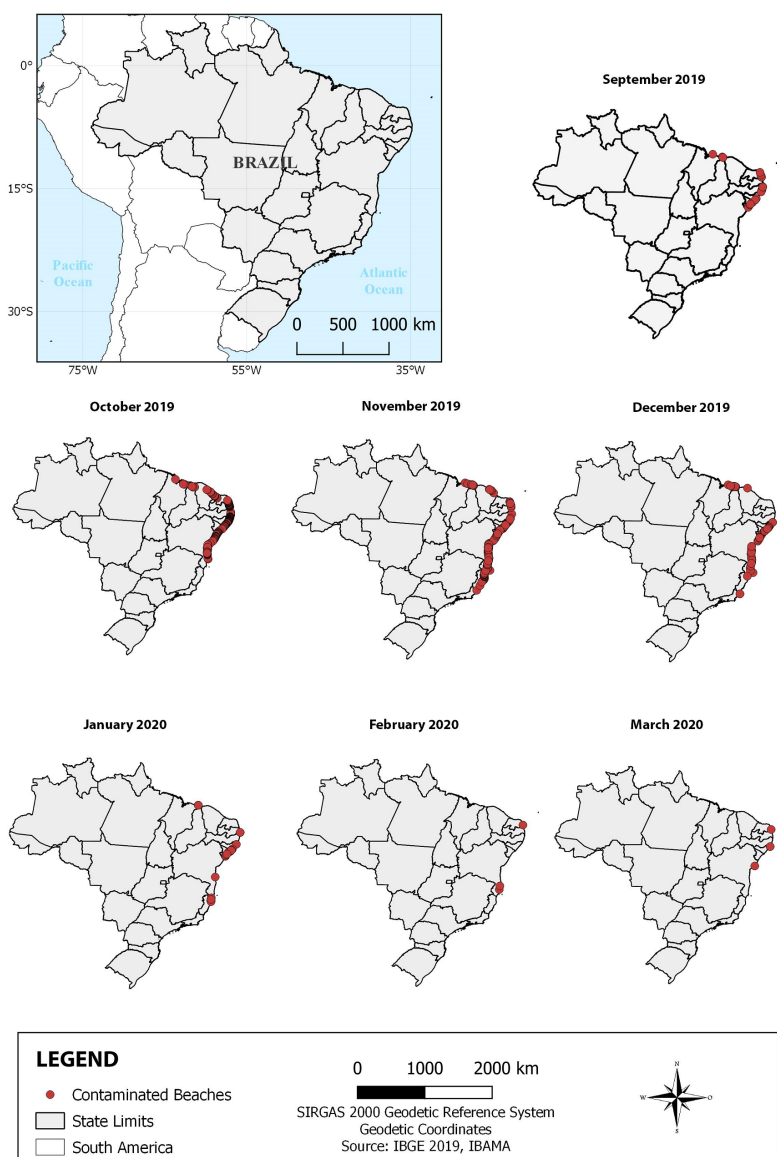 September 2019
0°
BRAZIL
15°S
Pacific
Ocean
Atlantic
Ocean
30°S
0 500 1000 km
75°W 55°W 35°W
October 2019 November 2019 December 2019
January 2020 February 2020 March 2020
LEGEND
Contaminated Beaches
State Limits
South America
0 1000 2000 km
SIRGAS 2000 Geodetic Reference System
Geodetic Coordinates
Source: IBGE 2019, IBAMA
N
W O
S